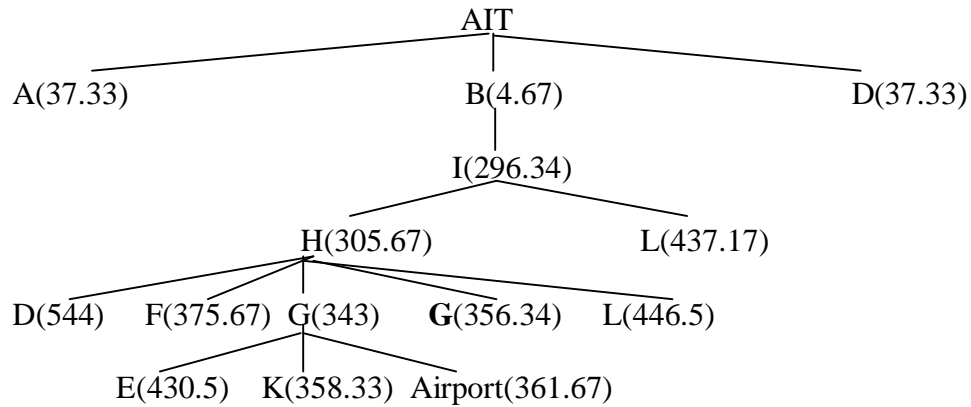 AIT
A(37.33) B(4.67) D(37.33)
I(296.34)
H(305.67) L(437.17)
D(544) F(375.67) G(343) G(356.34) L(446.5)
E(430.5) K(358.33) Airport(361.67)